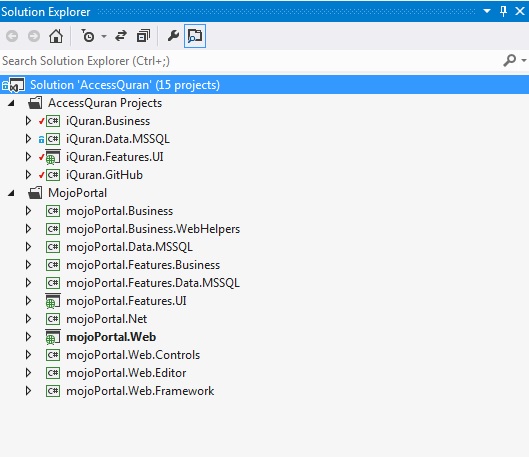 Solution Explorer
Search Solution Explorer (Ctrl+;)
Solution 'AccessQuran' (15 projects)
AccessQuran Projects
C# iQuran.Business
C# iQuran.Data.MSSQL
iQuran.Features.UI
C# iQuran.GitHub
MojoPortal
C# mojoPortal.Business
C# mojoPortal.Business.WebHelpers
C# mojoPortal.Data.MSSQL
C# mojoPortal.Features.Business
C# mojoPortal.Features.Data.MSSQL
mojoPortal.Features.UI
C# mojoPortal.Net
mojoPortal.Web
C# mojoPortal.Web.Controls
C# mojoPortal.Web.Editor
C# mojoPortal.Web.Framework